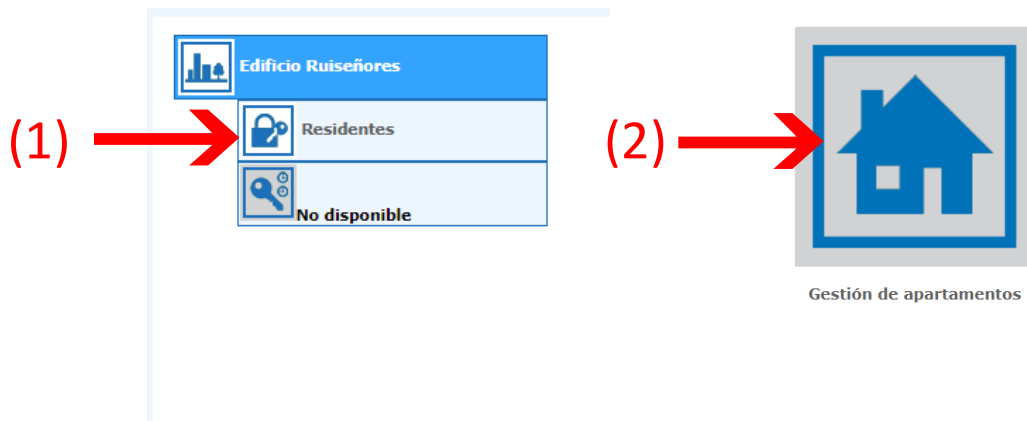 Edificio Ruiseñores
(1)
Residentes
(2)
No disponible
Gestión de apartamentos